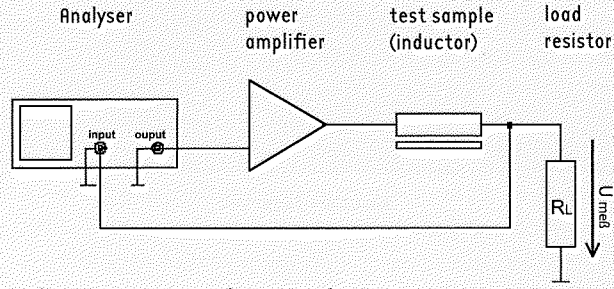 Analyser
power
amplifier
test sample
(inductor)
load
resistor
input
ouput
RL
U meß